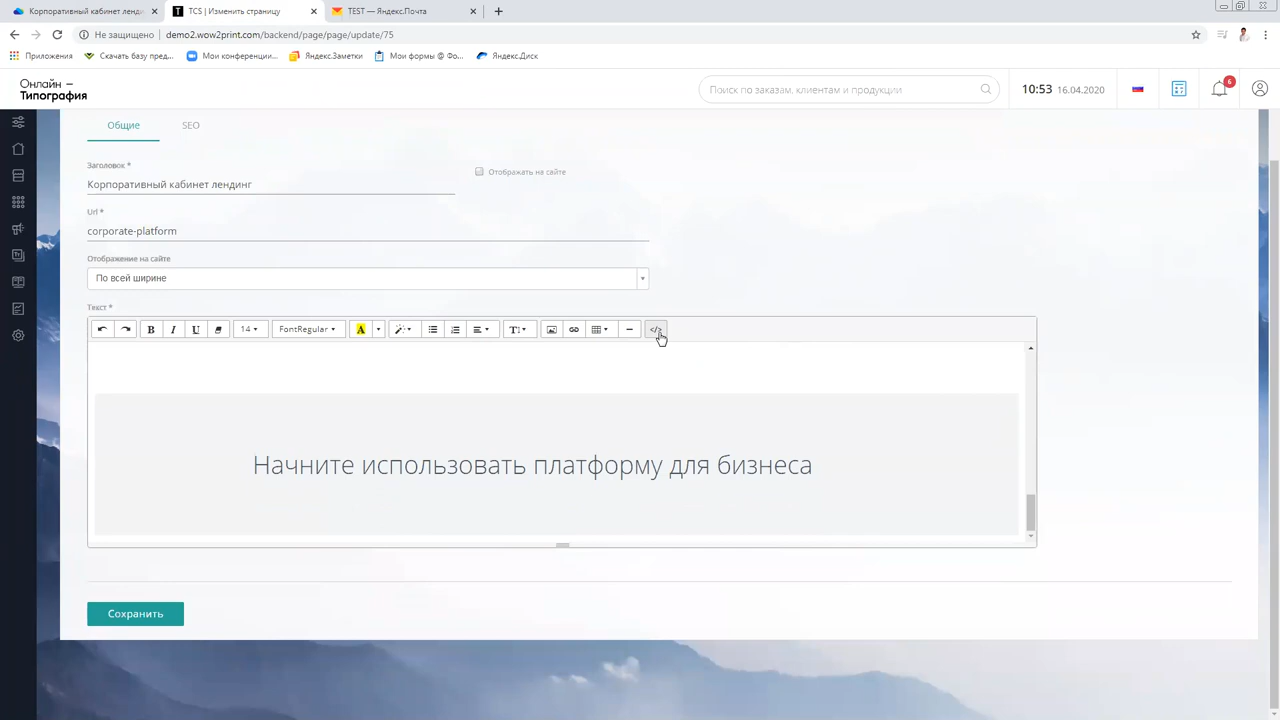 Корпоративный кабинет ленди
TCS | Изменить страницу
TEST — Яндекс.Почта
Не защищено
demo2.wow2print.com/backend/page/page/update/75
Приложения
Скачать базу пред...
Мои конференци...
Яндекс.Заметки
Мои формы @ Фо...
Яндекс.Диск
Онлайн —
Типография
Поиск по заказам, клиентам и продукции
10:53 16.04.2020
6
Общие
SEO
Заголовок *
Корпоративный кабинет лендинг
Отображать на сайте
Url *
corporate-platform
Отображение на сайте
По всей ширине
Текст *
B I U 14 FontRegular A
Начните использовать платформу для бизнеса
Сохранить